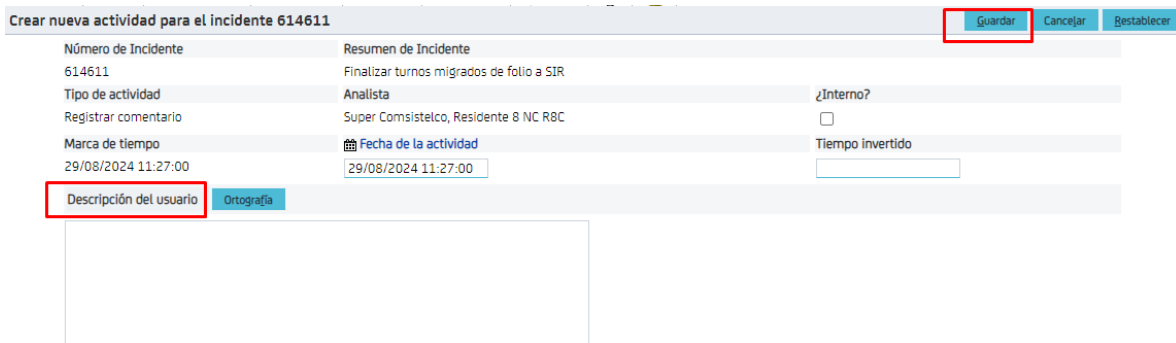 Crear nueva actividad para el incidente 614611 Guardar Cancelar Restablecer
Número de Incidente Resumen de Incidente
614611 Finalizar turnos migrados de folio a SIR
Tipo de actividad Analista ¿Interno?
Registrar comentario Super Comsistelco, Residente 8 NC R8C
Marca de tiempo Fecha de la actividad Tiempo invertido
29/08/2024 11:27:00 29/08/2024 11:27:00
Descripción del usuario Ortografía